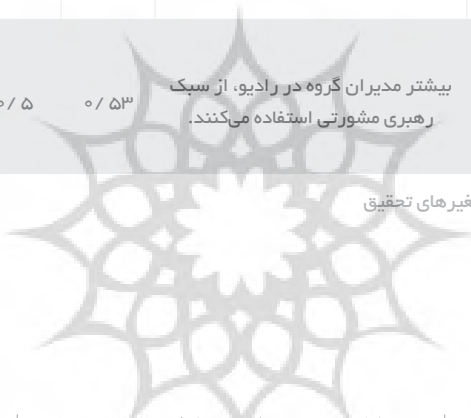 بیشتر مدیران گروه در رادیو، از سبک
رهبری مشورتی استفاده می‌کنند.
۰/ ۵۳
۰/ ۵
غیرهای تحقیق